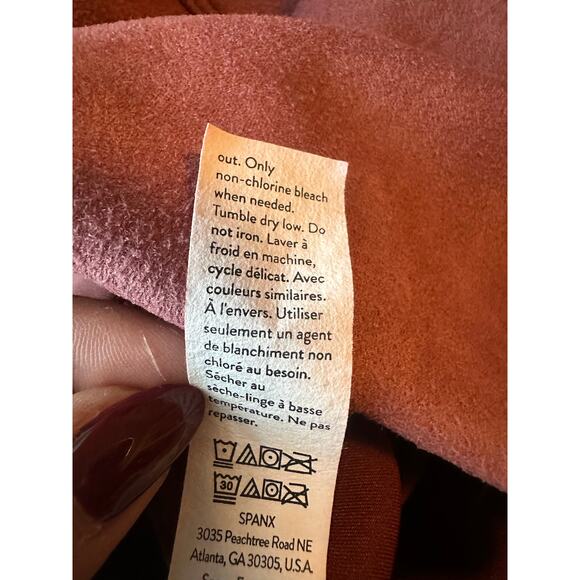 out. Only
non-chlorine bleach
when needed.
Tumble dry low. Do
not iron. Laver à
froid en machine,
cycle délicat. Avec
couleurs similaires.
À l'envers. Utiliser
seulement un agent
de blanchiment non
chloré au besoin.
Sécher au
sèche-linge à basse
température. Ne pas
repasser.
30
SPANX
3035 Peachtree Road NE
Atlanta, GA 30305, U.S.A.